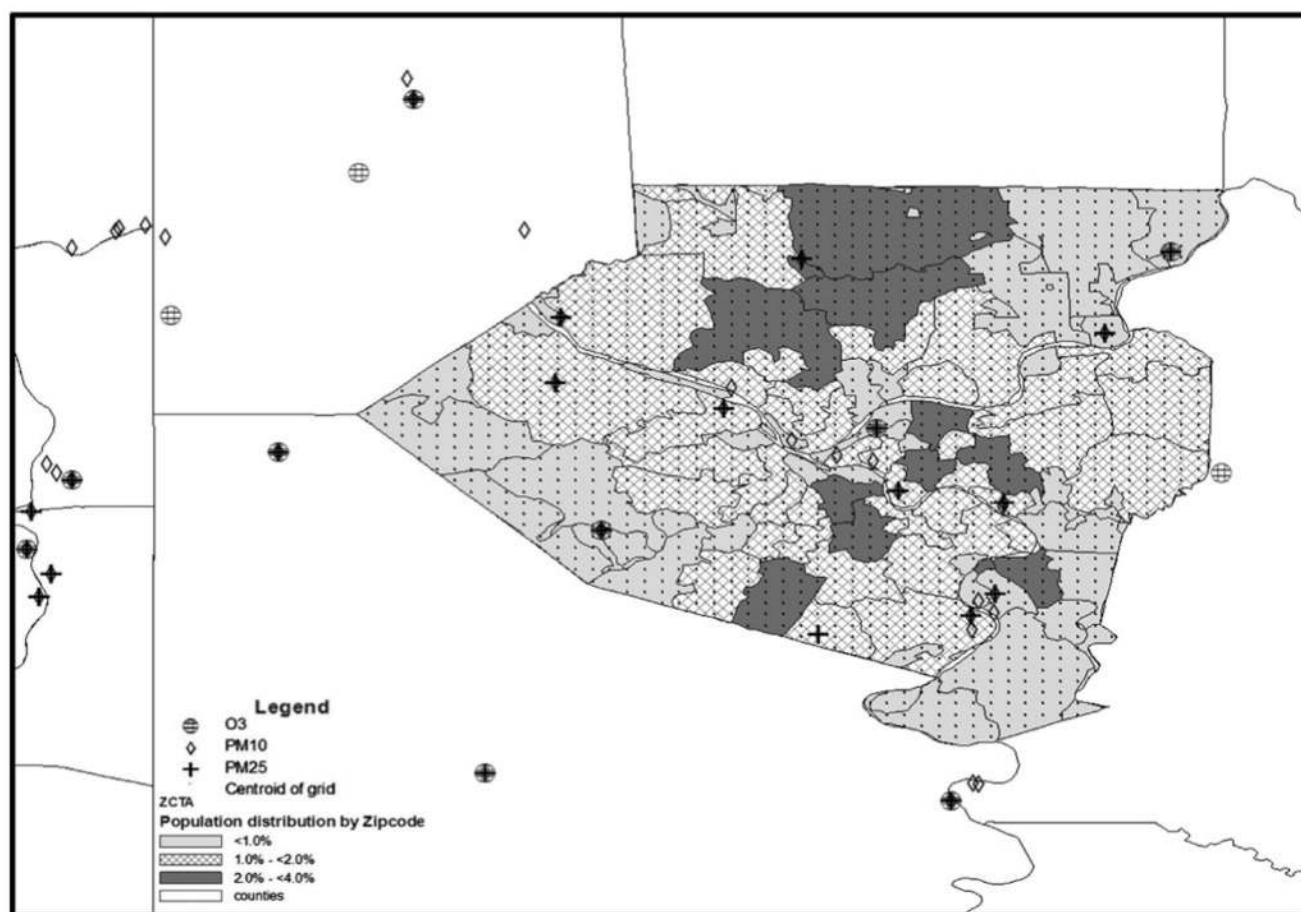 Legend
O3
PM10
PM25
Centroid of grid
ZCTA
Population distribution by Zipcode
<1.0%
1.0% - <2.0%
2.0% - <4.0%
counties